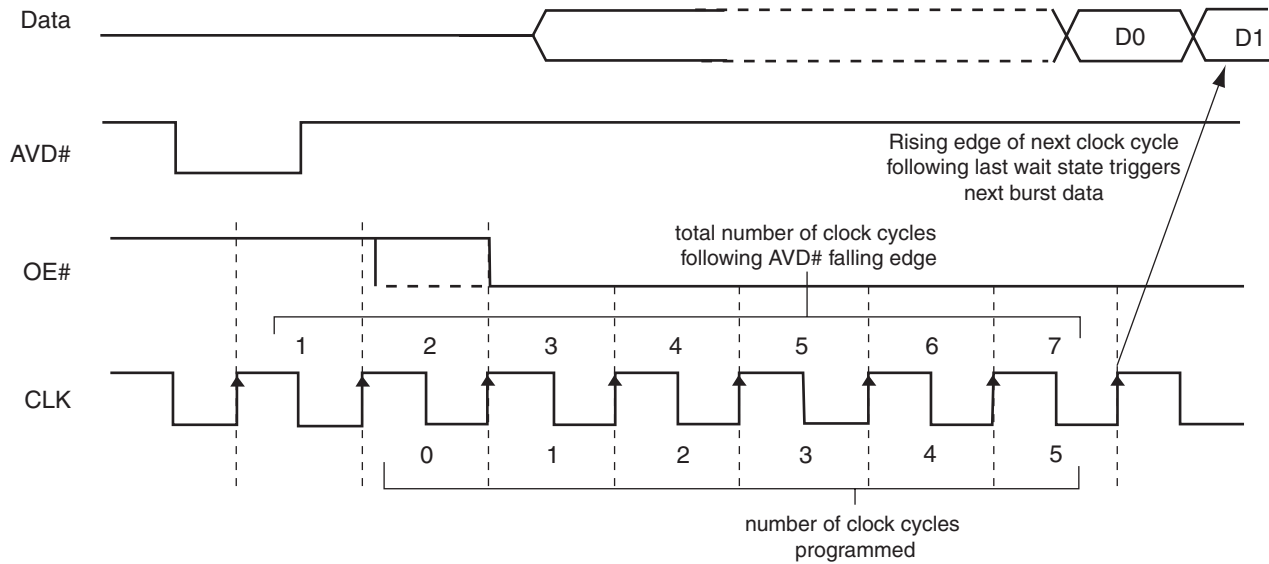 Data
D0
D1
AVD#
Rising edge of next clock cycle
following last wait state triggers
next burst data
total number of clock cycles
following AVD# falling edge
OE#
1 2 3 4 5 6 7
CLK
0 1 2 3 4 5
number of clock cycles
programmed